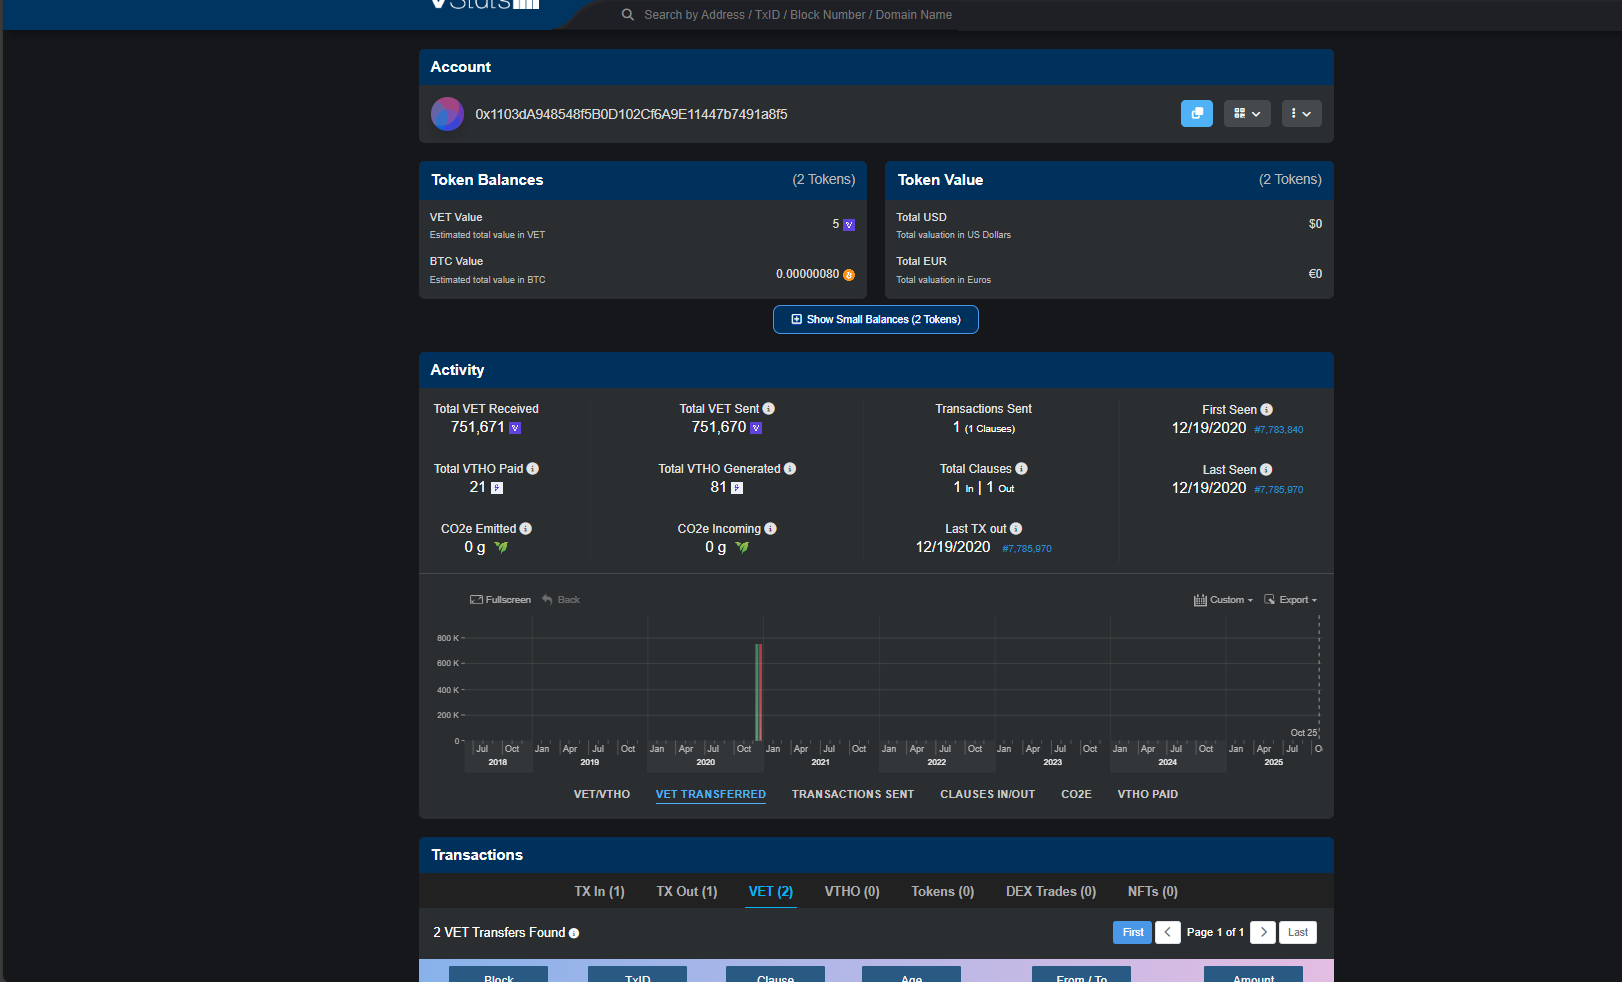 vStats
Search by Address / TxID / Block Number / Domain Name
Account
0x1103dA948548f5B0D102Cf6A9E11447b7491a8f5
Token Balances (2 Tokens)
VET Value
Estimated total value in VET
5
BTC Value
Estimated total value in BTC
0.00000080
Token Value (2 Tokens)
Total USD
Total valuation in US Dollars
$0
Total EUR
Total valuation in Euros
€0
Show Small Balances (2 Tokens)
Activity
Total VET Received
751,671
Total VET Sent
751,670
Transactions Sent
1 (1 Clauses)
First Seen
12/19/2020 #7,783,840
Total VTHO Paid
21
Total VTHO Generated
81
Total Clauses
1 In | 1 Out
Last Seen
12/19/2020 #7,785,970
CO2e Emitted
0 g
CO2e Incoming
0 g
Last TX out
12/19/2020 #7,785,970
Fullscreen Back Custom Export
800 K
600 K
400 K
200 K
0
Oct 25
Jul Oct Jan Apr Jul Oct Jan Apr Jul Oct Jan Apr Jul Oct Jan Apr Jul Oct Jan Apr Jul Oct Jan Apr Jul Oct Jan Apr Jul O
2018 2019 2020 2021 2022 2023 2024 2025
VET/VTHO VET TRANSFERRED TRANSACTIONS SENT CLAUSES IN/OUT CO2E VTHO PAID
Transactions
TX In (1) TX Out (1) VET (2) VTHO (0) Tokens (0) DEX Trades (0) NFTs (0)
2 VET Transfers Found
First < Page 1 of 1 > Last
Block TxID Clause Age From / To Amount